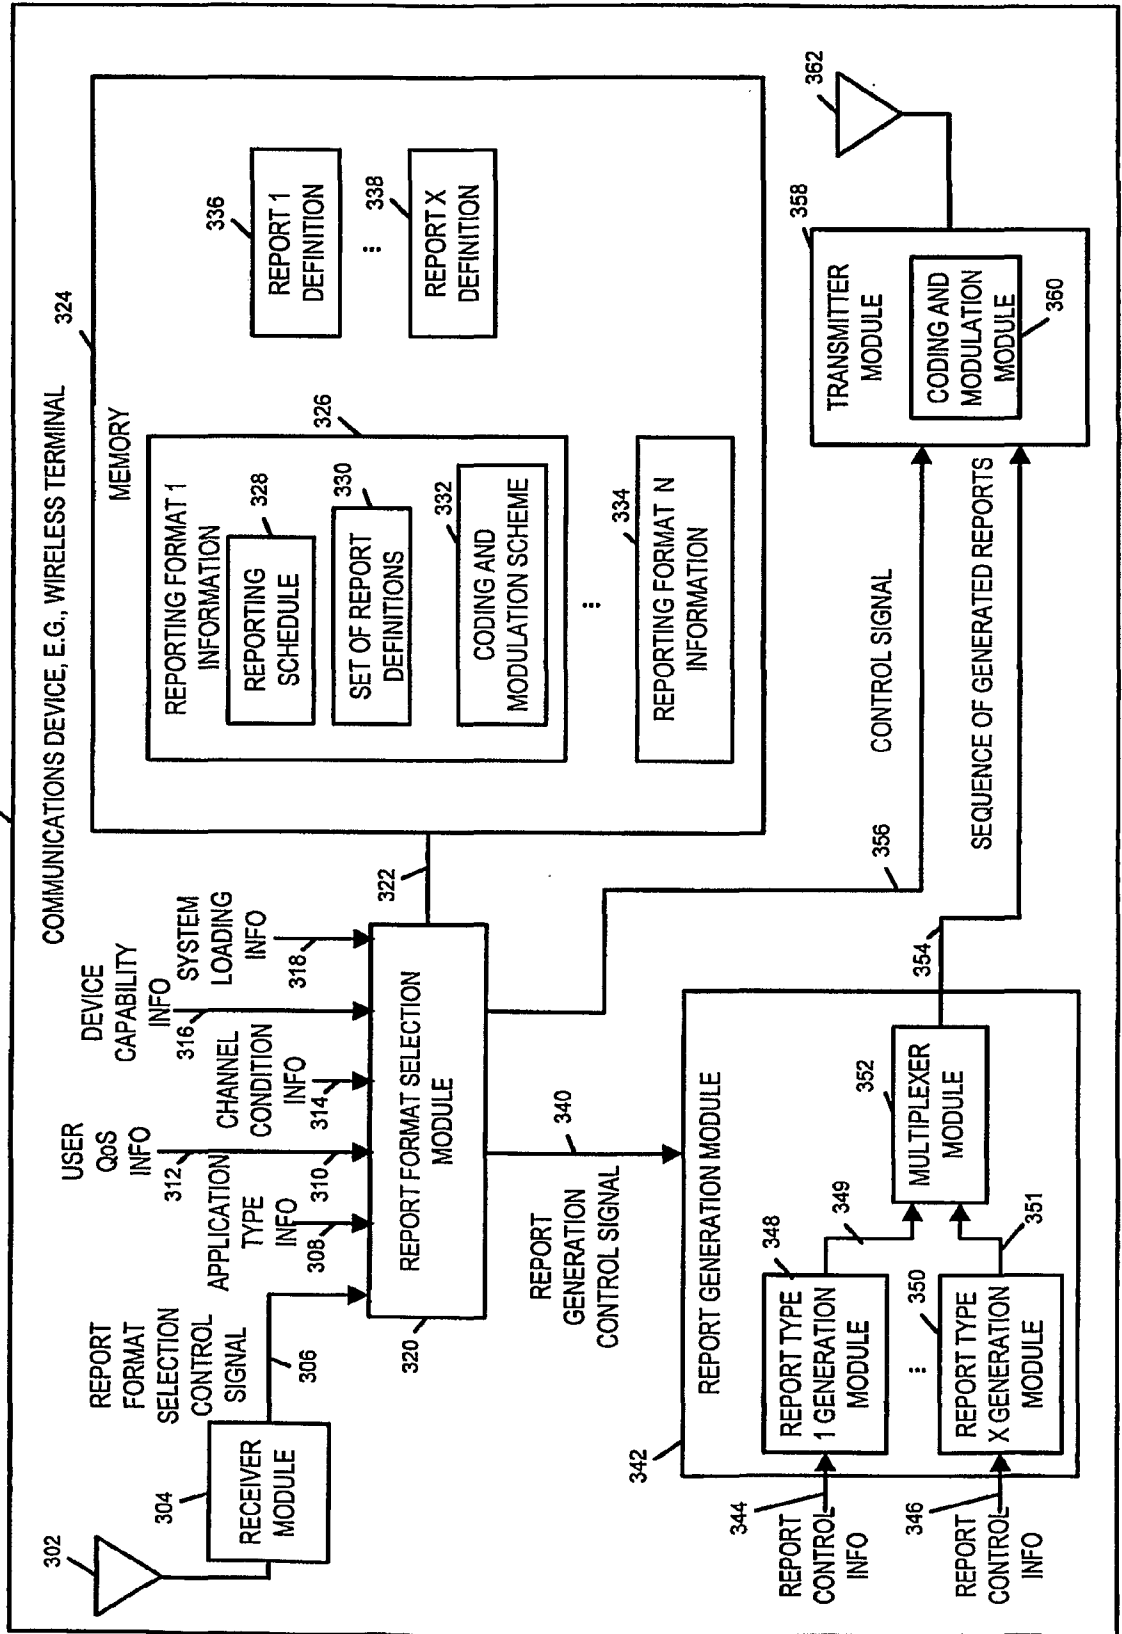 COMMUNICATIONS DEVICE, E.G., WIRELESS TERMINAL
302
304
RECEIVER
MODULE
REPORT
FORMAT
SELECTION
CONTROL
SIGNAL
306
APPLICATION
TYPE
INFO
308
USER
QoS
INFO
312
310
CHANNEL
CONDITION
INFO
314
DEVICE
CAPABILITY
INFO
316
SYSTEM
LOADING
INFO
318
320
REPORT FORMAT SELECTION
MODULE
322
324
MEMORY
326
REPORTING FORMAT 1
INFORMATION
328
REPORTING
SCHEDULE
330
SET OF REPORT
DEFINITIONS
332
CODING AND
MODULATION SCHEME
...
334
REPORTING FORMAT N
INFORMATION
336
REPORT 1
DEFINITION
...
338
REPORT X
DEFINITION
REPORT
GENERATION
CONTROL SIGNAL
340
342
REPORT GENERATION MODULE
344
REPORT
CONTROL
INFO
348
REPORT TYPE
1 GENERATION
MODULE
349
...
346
REPORT
CONTROL
INFO
350
REPORT TYPE
X GENERATION
MODULE
351
352
MULTIPLEXER
MODULE
354
356
CONTROL SIGNAL
SEQUENCE OF GENERATED REPORTS
358
TRANSMITTER
MODULE
CODING AND
MODULATION
MODULE
360
362